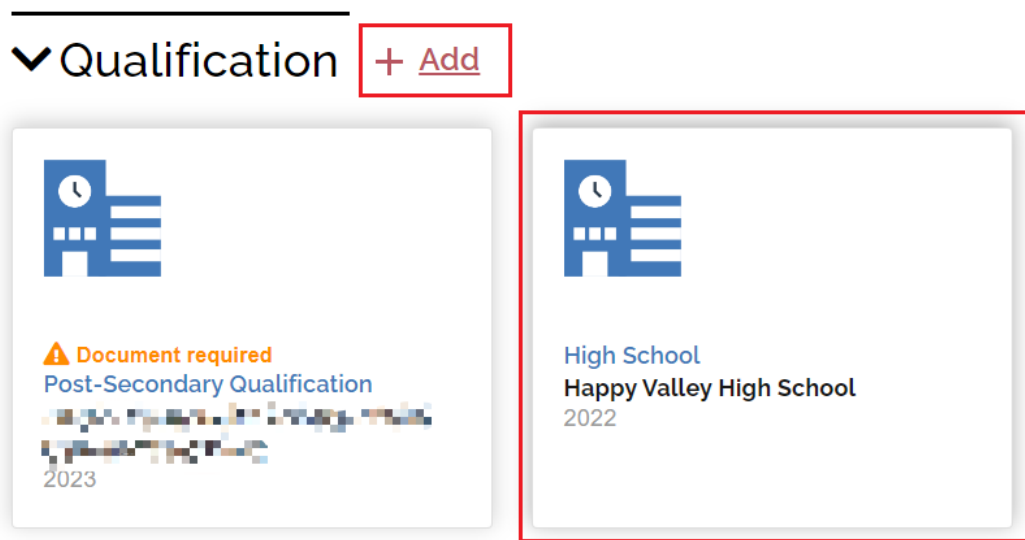 Qualification + Add
Document required
Post-Secondary Qualification
2023
High School
Happy Valley High School
2022